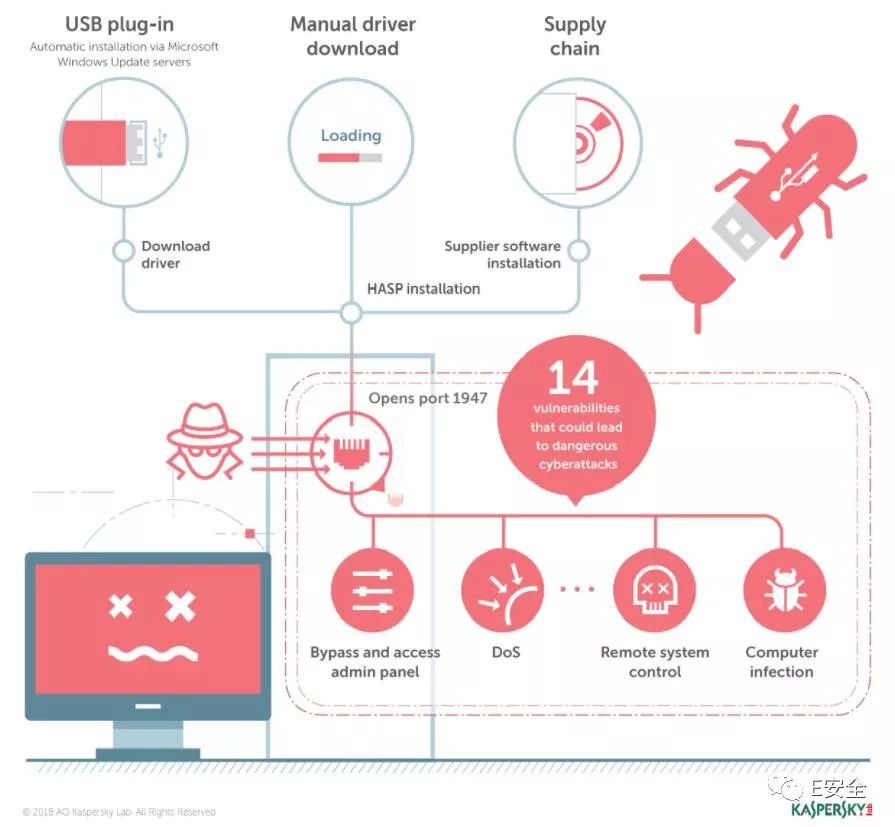 USB plug-in
Automatic installation via Microsoft
Windows Update servers
Manual driver
download
Supply
chain
Loading
Download
driver
Supplier software
installation
HASP installation
Opens port 1947
14
vulnerabilities
that could lead
to dangerous
cyberattacks
Bypass and access
admin panel
DoS
Remote system
control
Computer
infection
E安全
© 2018 AO Kaspersky Lab. All Rights Reserved.
KASPERSKY lab